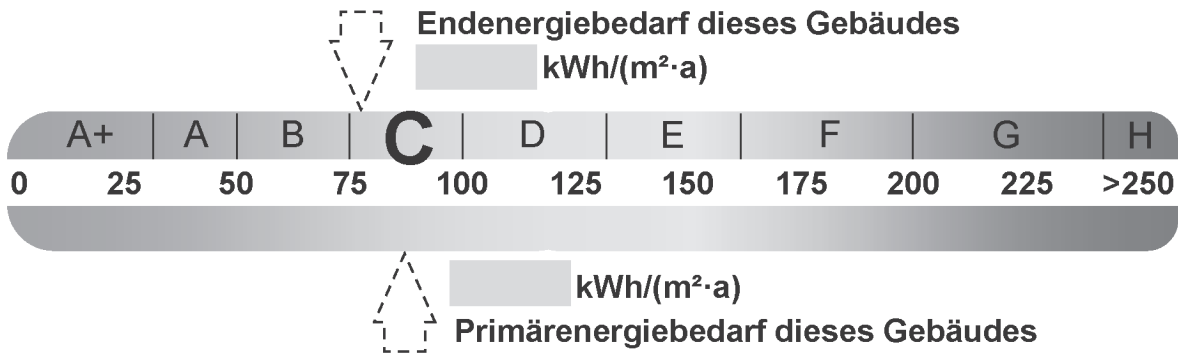 Endenergiebedarf dieses Gebäudes
kWh/(m²·a)
A+ A B C D E F G H
0 25 50 75 100 125 150 175 200 225 >250
kWh/(m²·a)
Primärenergiebedarf dieses Gebäudes